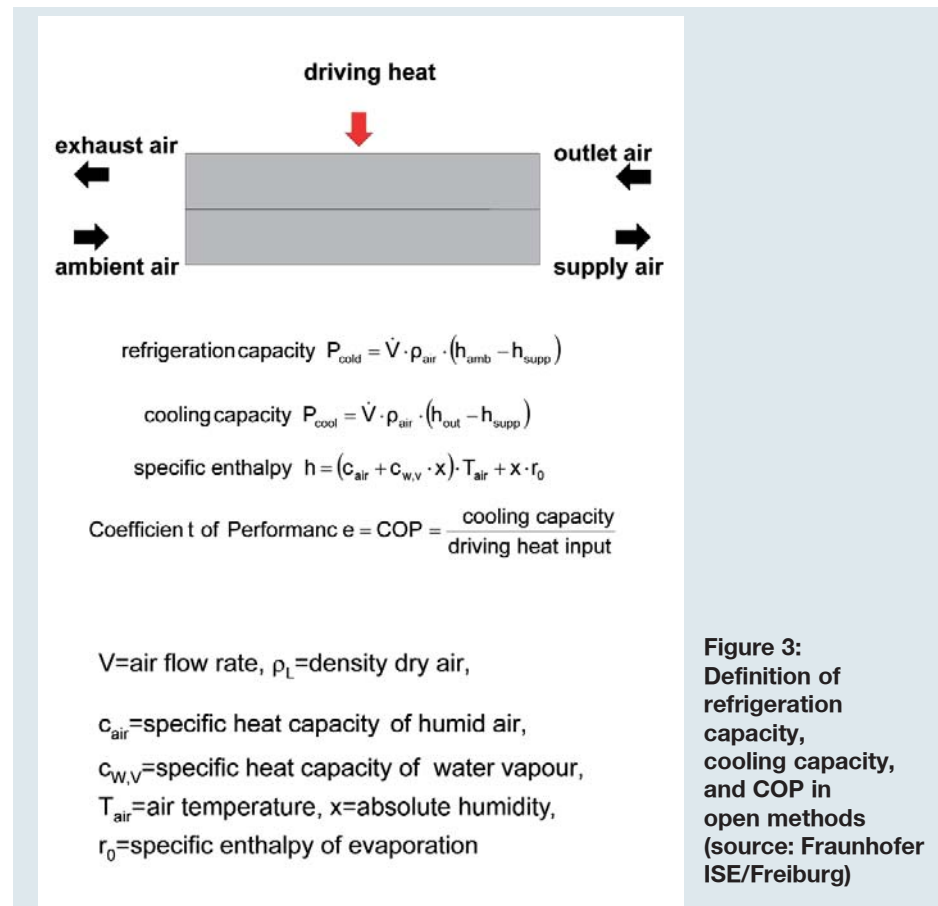 driving heat
exhaust air
outlet air
ambient air
supply air
refrigeration capacity P_cold = V̇ · ρ_air · (h_amb − h_supp)
cooling capacity P_cool = V̇ · ρ_air · (h_out − h_supp)
specific enthalpy h = (c_air + c_w,v · x) · T_air + x · r_0
Coefficien t of Performanc e = COP = cooling capacity / driving heat input
V=air flow rate, ρ_L=density dry air,
c_air=specific heat capacity of humid air,
c_W,V=specific heat capacity of water vapour,
T_air=air temperature, x=absolute humidity,
r_0=specific enthalpy of evaporation
Figure 3:
Definition of
refrigeration
capacity,
cooling capacity,
and COP in
open methods
(source: Fraunhofer
ISE/Freiburg)